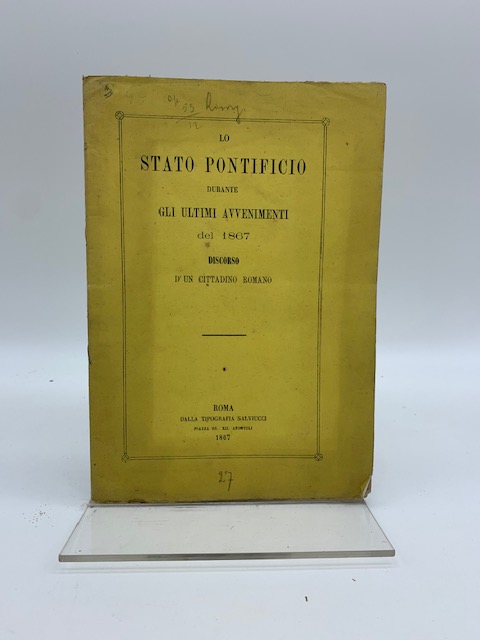 LO
STATO PONTIFICIO
DURANTE
GLI ULTIMI AVVENIMENTI
del 1867
DISCORSO
D'UN CITTADINO ROMANO
ROMA
DALLA TIPOGRAFIA SALVIUCCI
PIAZZA SS. XII APOSTOLI
1867
27